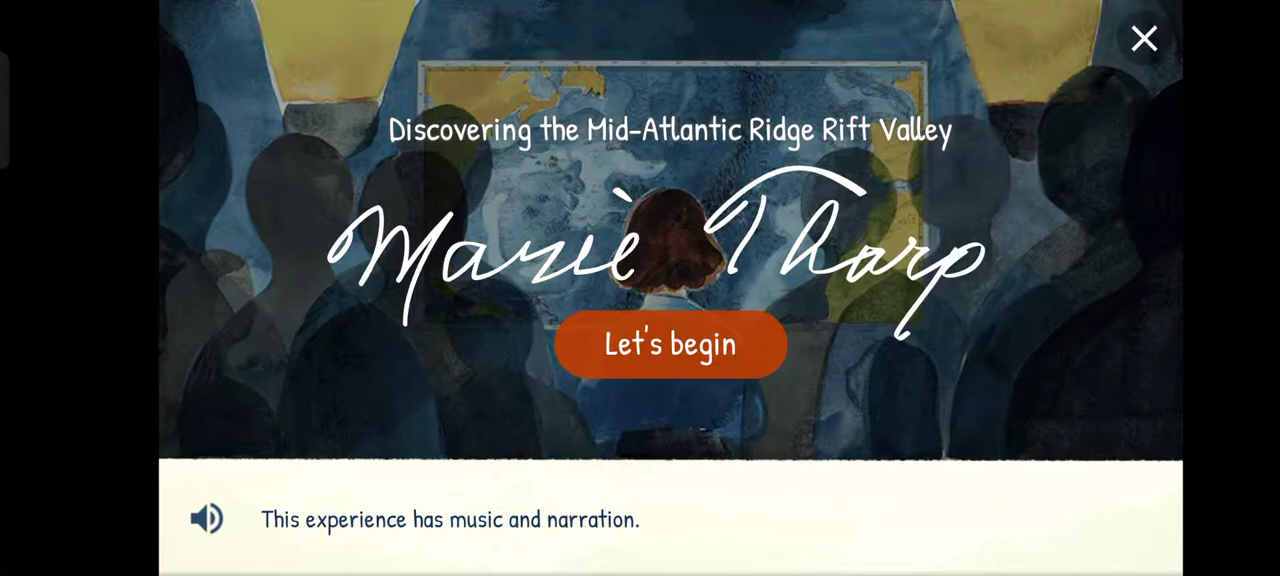 Discovering the Mid-Atlantic Ridge Rift Valley
Marie Tharp
Let's begin
This experience has music and narration.